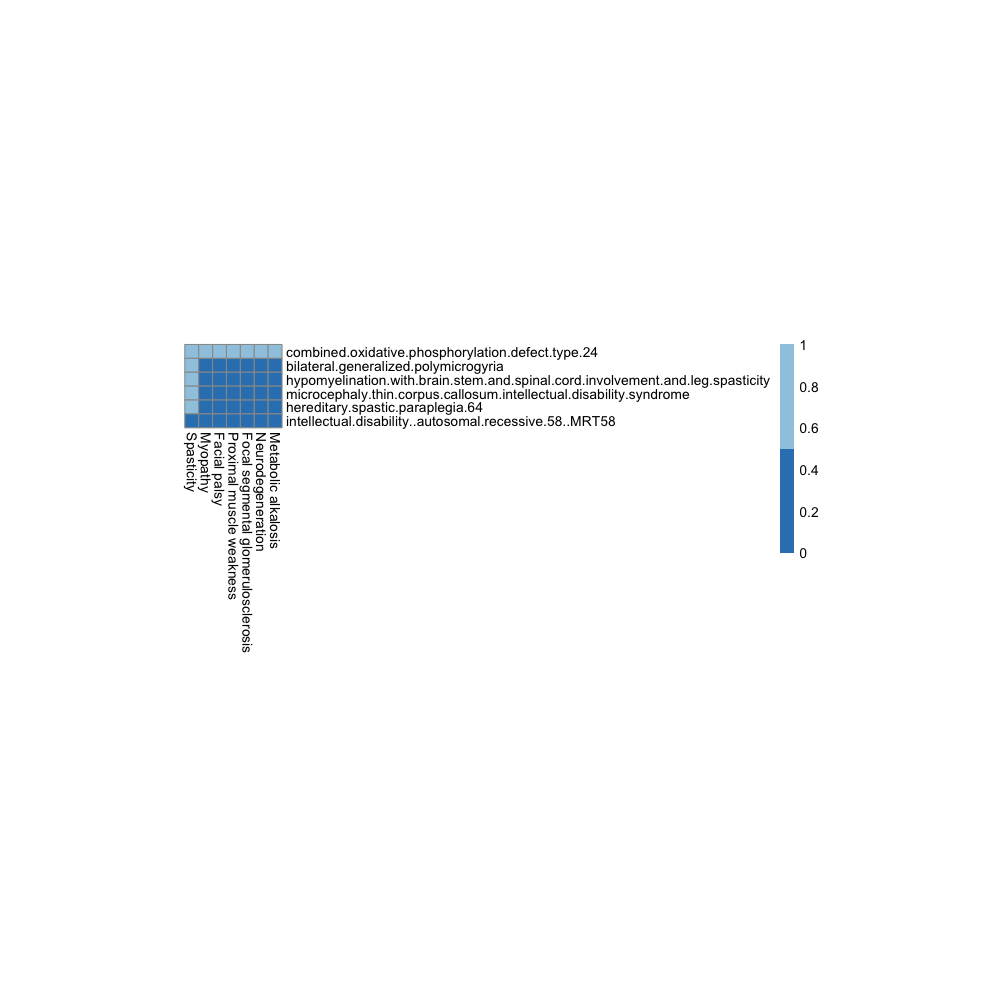 combined.oxidative.phosphorylation.defect.type.24
bilateral.generalized.polymicrogyria
hypomyelination.with.brain.stem.and.spinal.cord.involvement.and.leg.spasticity
microcephaly.thin.corpus.callosum.intellectual.disability.syndrome
hereditary.spastic.paraplegia.64
intellectual.disability..autosomal.recessive.58..MRT58
Spasticity
Myopathy
Facial palsy
Proximal muscle weakness
Focal segmental glomerulosclerosis
Neurodegeneration
Metabolic alkalosis
1
0.8
0.6
0.4
0.2
0